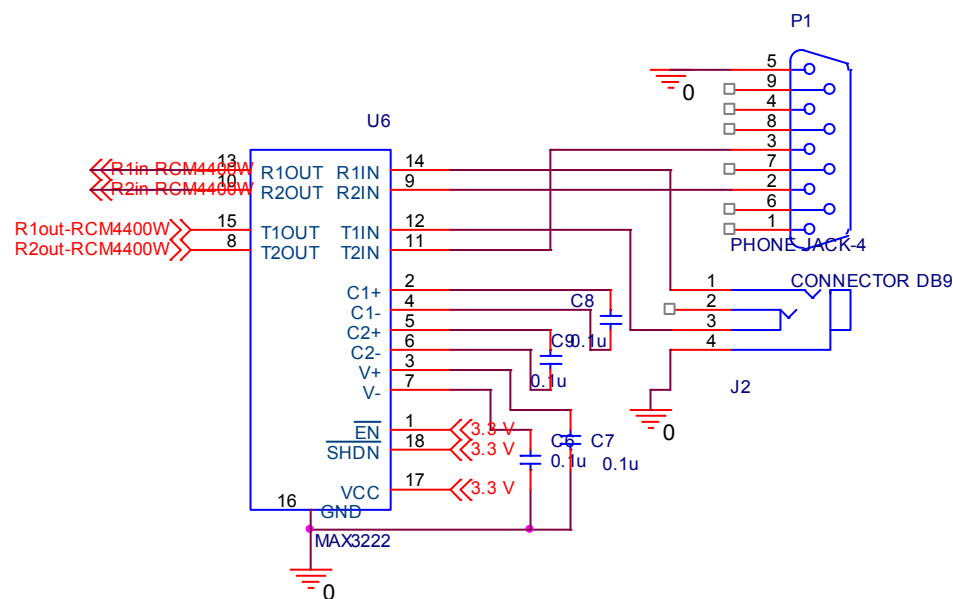 P1
5
9
4
8
3
7
2
6
1
0
PHONE JACK-4
U6
R1in-RCM4400W
13
R1OUT
R1IN
14
R2in-RCM4400W
10
R2OUT
R2IN
9
R1out-RCM4400W
15
T1OUT
T1IN
12
R2out-RCM4400W
8
T2OUT
T2IN
11
C1+
2
C1-
4
C2+
5
C2-
6
V+
3
V-
7
EN
1
3.3 V
SHDN
18
3.3 V
VCC
17
3.3 V
16
GND
MAX3222
0
C8
0.1u
C9
0.1u
C6
0.1u
C7
0.1u
CONNECTOR DB9
1
2
3
4
J2
0